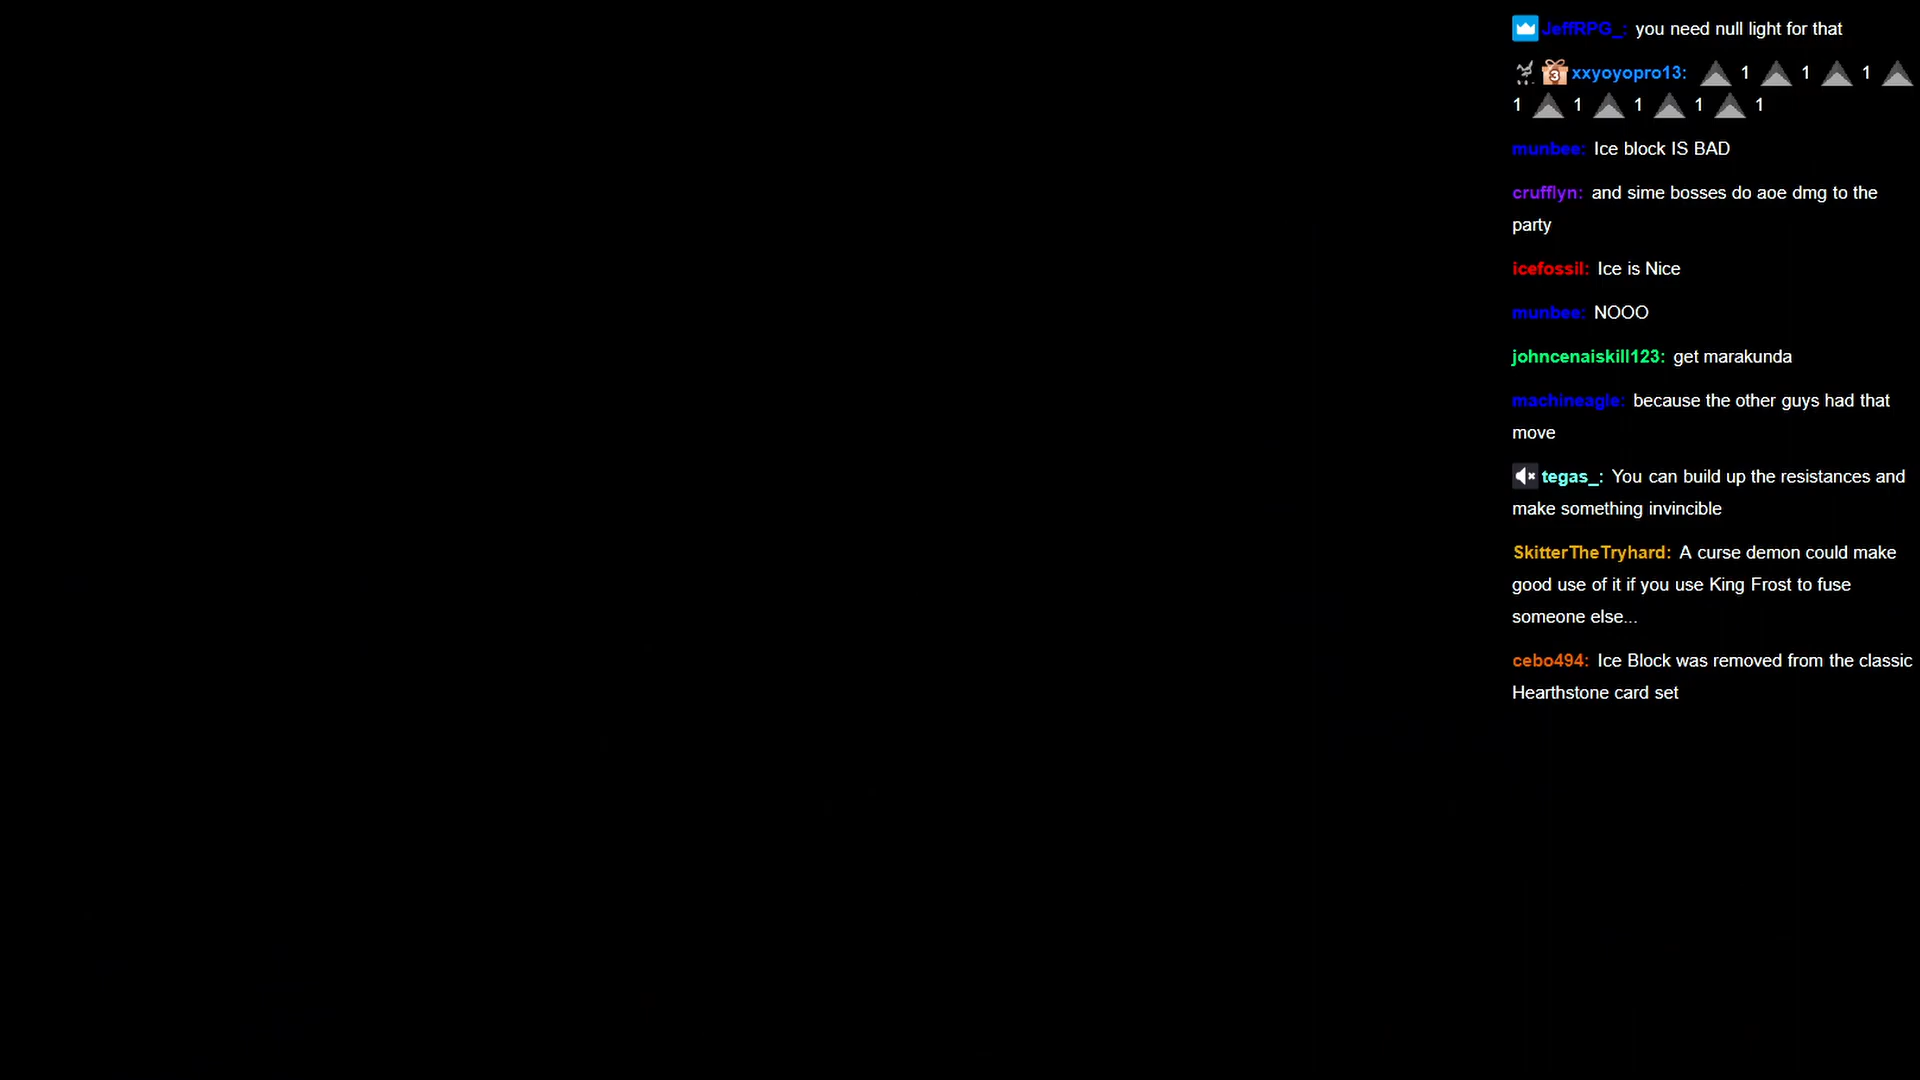 JeffRPG_: you need null light for that
3 xxyoyopro13: 1 1 1
1 1 1 1 1
munbee: Ice block IS BAD
crufflyn: and sime bosses do aoe dmg to the
party
icefossil: Ice is Nice
munbee: NOOO
johncenaiskill123: get marakunda
machineagle: because the other guys had that
move
tegas_: You can build up the resistances and
make something invincible
SkitterTheTryhard: A curse demon could make
good use of it if you use King Frost to fuse
someone else...
cebo494: Ice Block was removed from the classic
Hearthstone card set